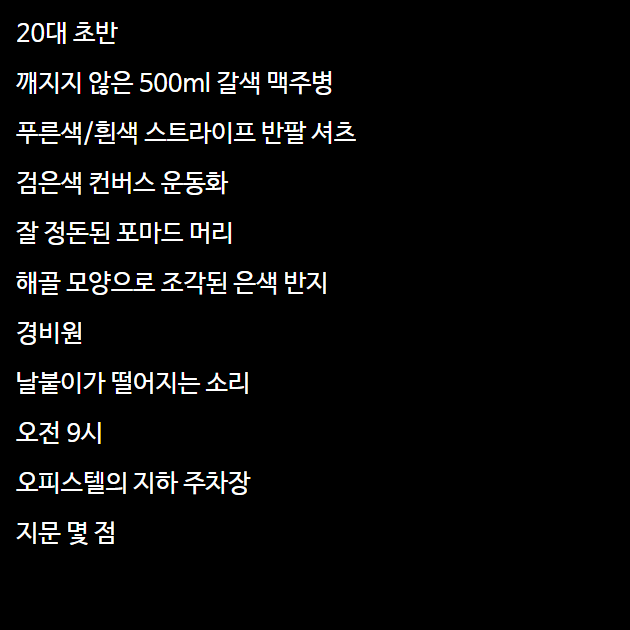 20대 초반
깨지지 않은 500ml 갈색 맥주병
푸른색/흰색 스트라이프 반팔 셔츠
검은색 컨버스 운동화
잘 정돈된 포마드 머리
해골 모양으로 조각된 은색 반지
경비원
날붙이가 떨어지는 소리
오전 9시
오피스텔의 지하 주차장
지문 몇 점